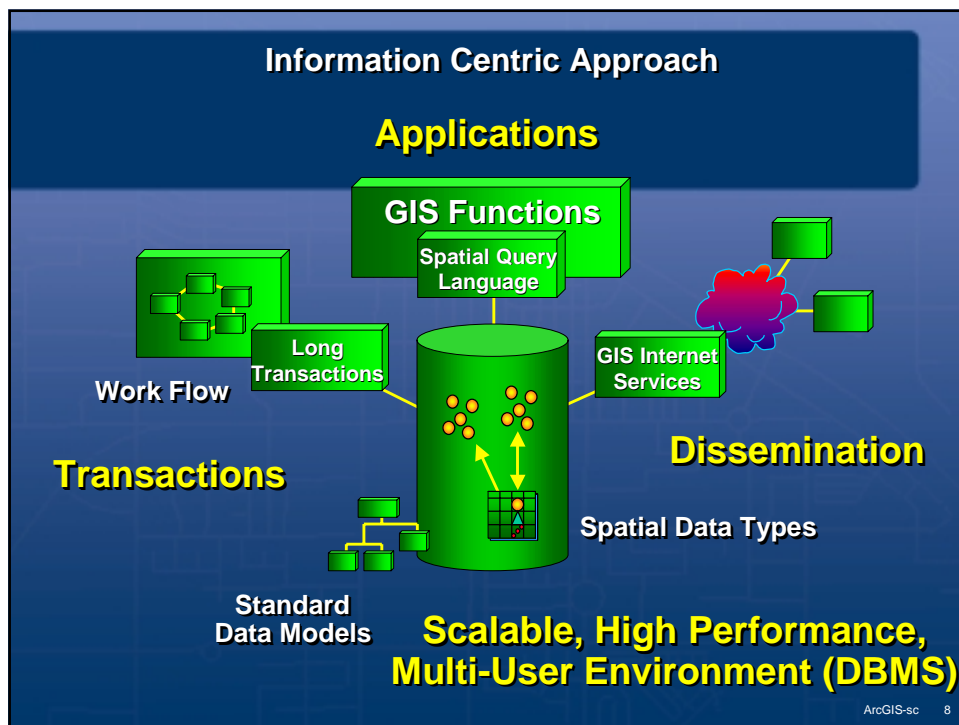 Information Centric Approach
Applications
GIS Functions
Spatial Query
Language
Long
Transactions
GIS Internet
Services
Work Flow
Transactions
Dissemination
Spatial Data Types
Standard
Data Models
Scalable, High Performance,
Multi-User Environment (DBMS)
ArcGIS-sc 8